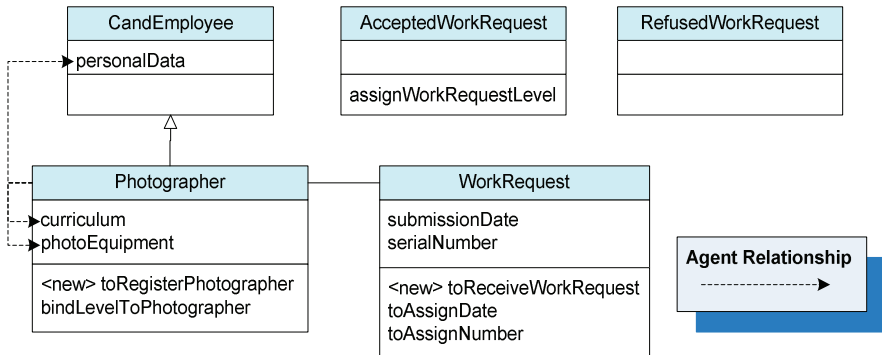 CandEmployee
personalData
AcceptedWorkRequest
assignWorkRequestLevel
RefusedWorkRequest
Photographer
curriculum
photoEquipment
<new> toRegisterPhotographer
bindLevelToPhotographer
WorkRequest
submissionDate
serialNumber
<new> toReceiveWorkRequest
toAssignDate
toAssignNumber
Agent Relationship